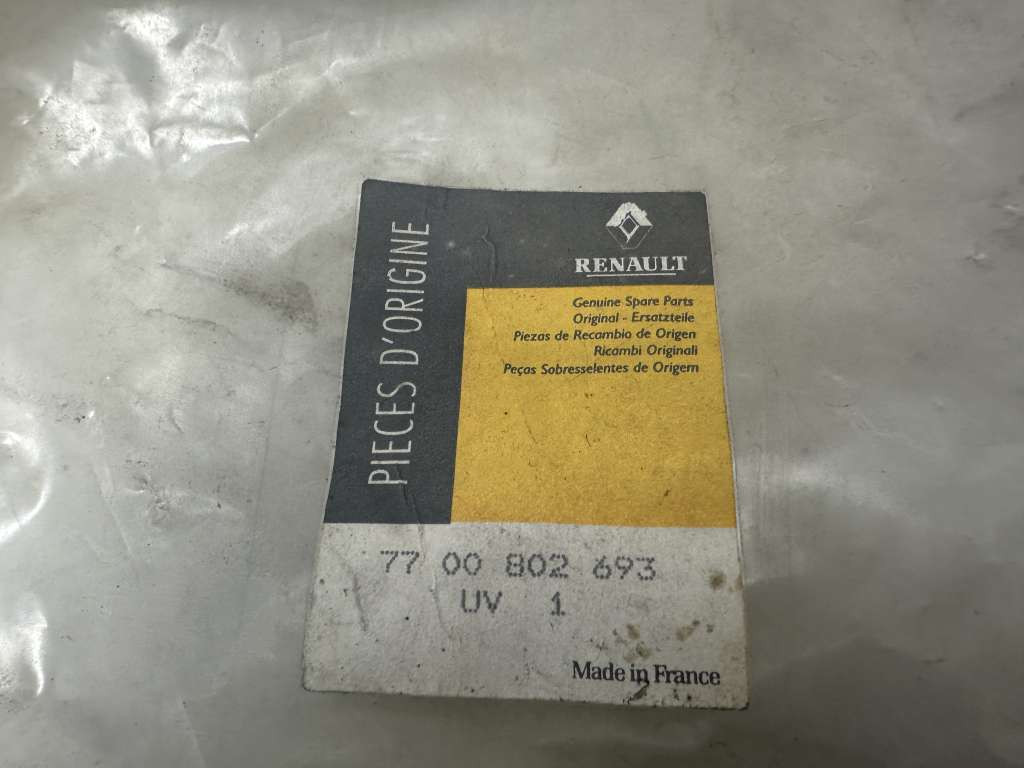 PIECES D'ORIGINE
RENAULT
Genuine Spare Parts
Original - Ersatzteile
Piezas de Recambio de Origen
Ricambi Originali
Peças Sobresselentes de Origem
77 00 802 693
UV 1
Made in France